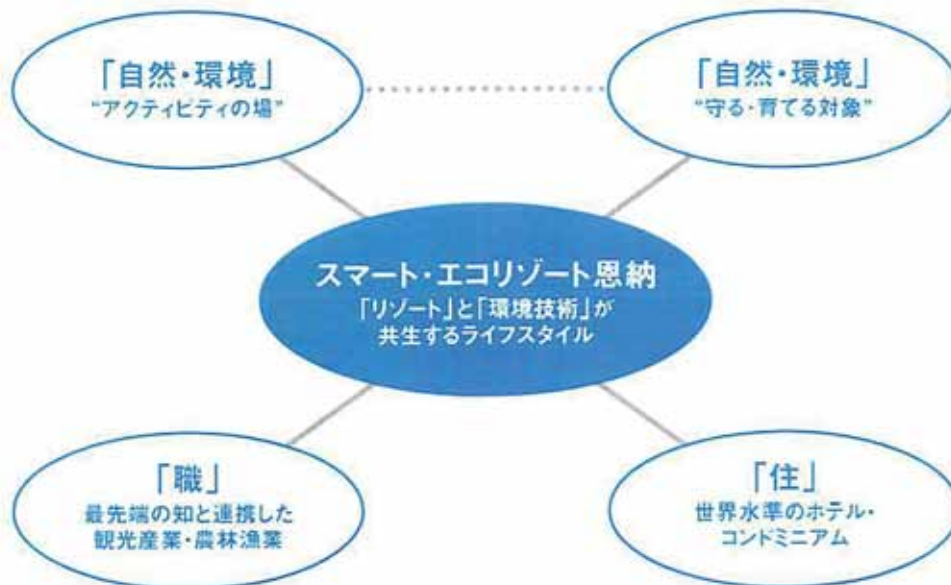 「自然・環境」
“アクティビティの場”
「自然・環境」
“守る・育てる対象”
スマート・エコリゾート恩納
「リゾート」と「環境技術」が
共生するライフスタイル
「職」
最先端の知と連携した
観光産業・農林漁業
「住」
世界水準のホテル・
コンドミニアム